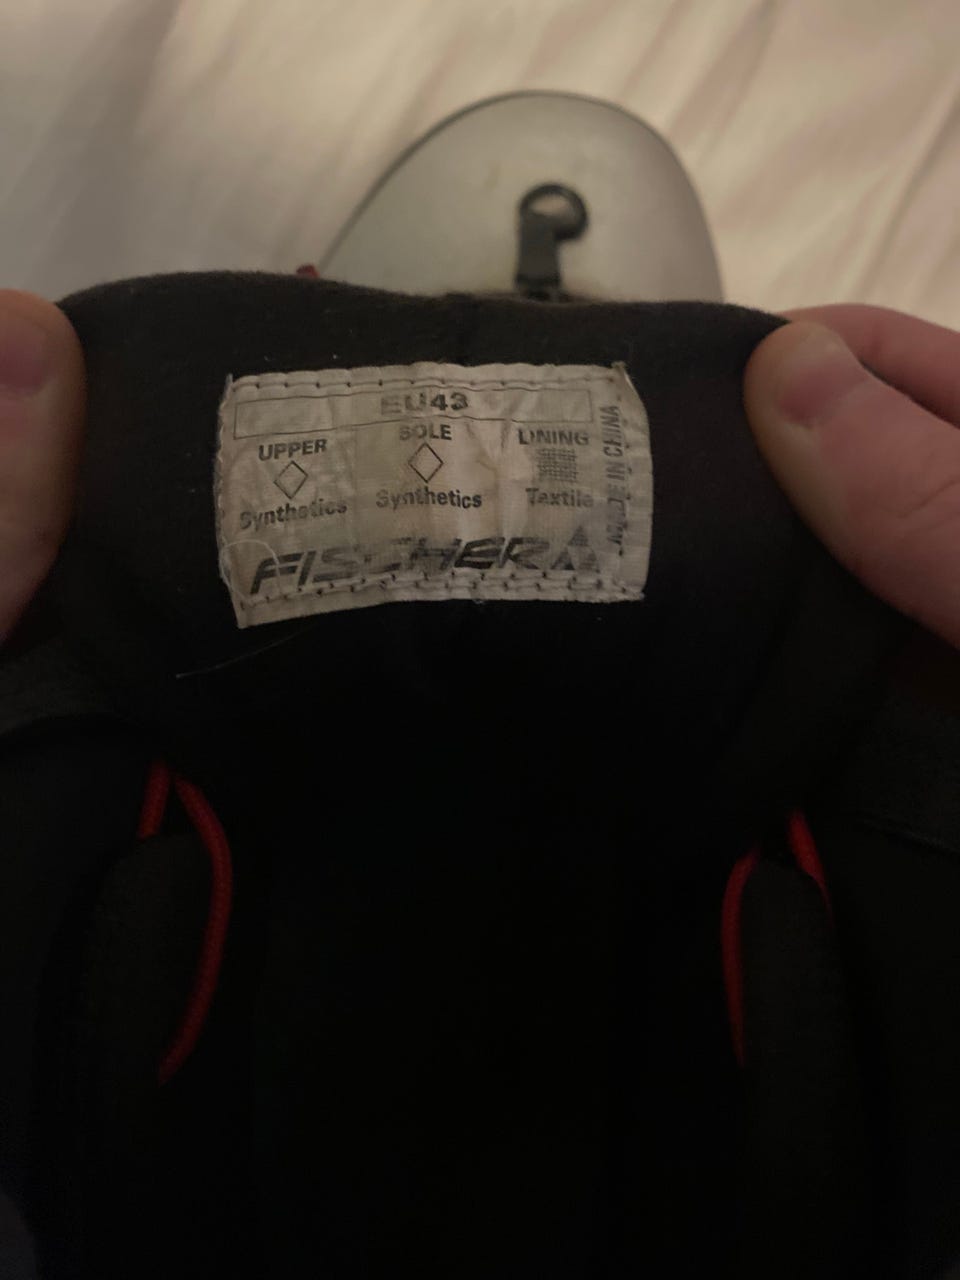 EU43
UPPER SOLE LINING
Synthetics Synthetics Textile
FISCHER
MADE IN CHINA